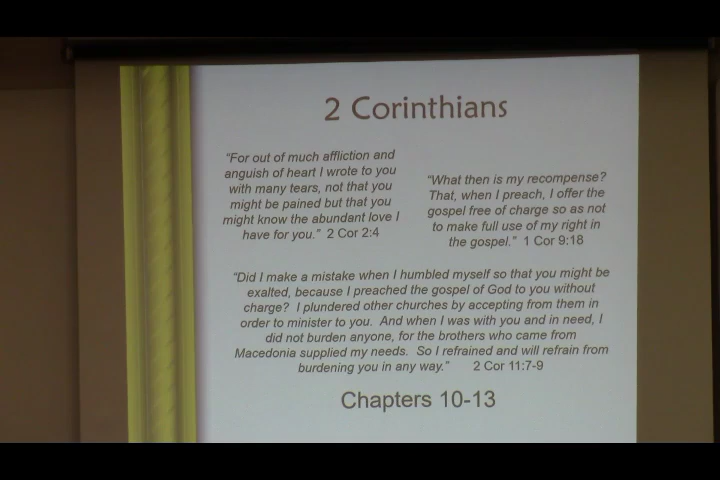 2 Corinthians
“For out of much affliction and
anguish of heart I wrote to you
with many tears, not that you
might be pained but that you
might know the abundant love I
have for you.” 2 Cor 2:4
“What then is my recompense?
That, when I preach, I offer the
gospel free of charge so as not
to make full use of my right in
the gospel.” 1 Cor 9:18
“Did I make a mistake when I humbled myself so that you might be
exalted, because I preached the gospel of God to you without
charge? I plundered other churches by accepting from them in
order to minister to you. And when I was with you and in need, I
did not burden anyone, for the brothers who came from
Macedonia supplied my needs. So I refrained and will refrain from
burdening you in any way.” 2 Cor 11:7-9
Chapters 10-13